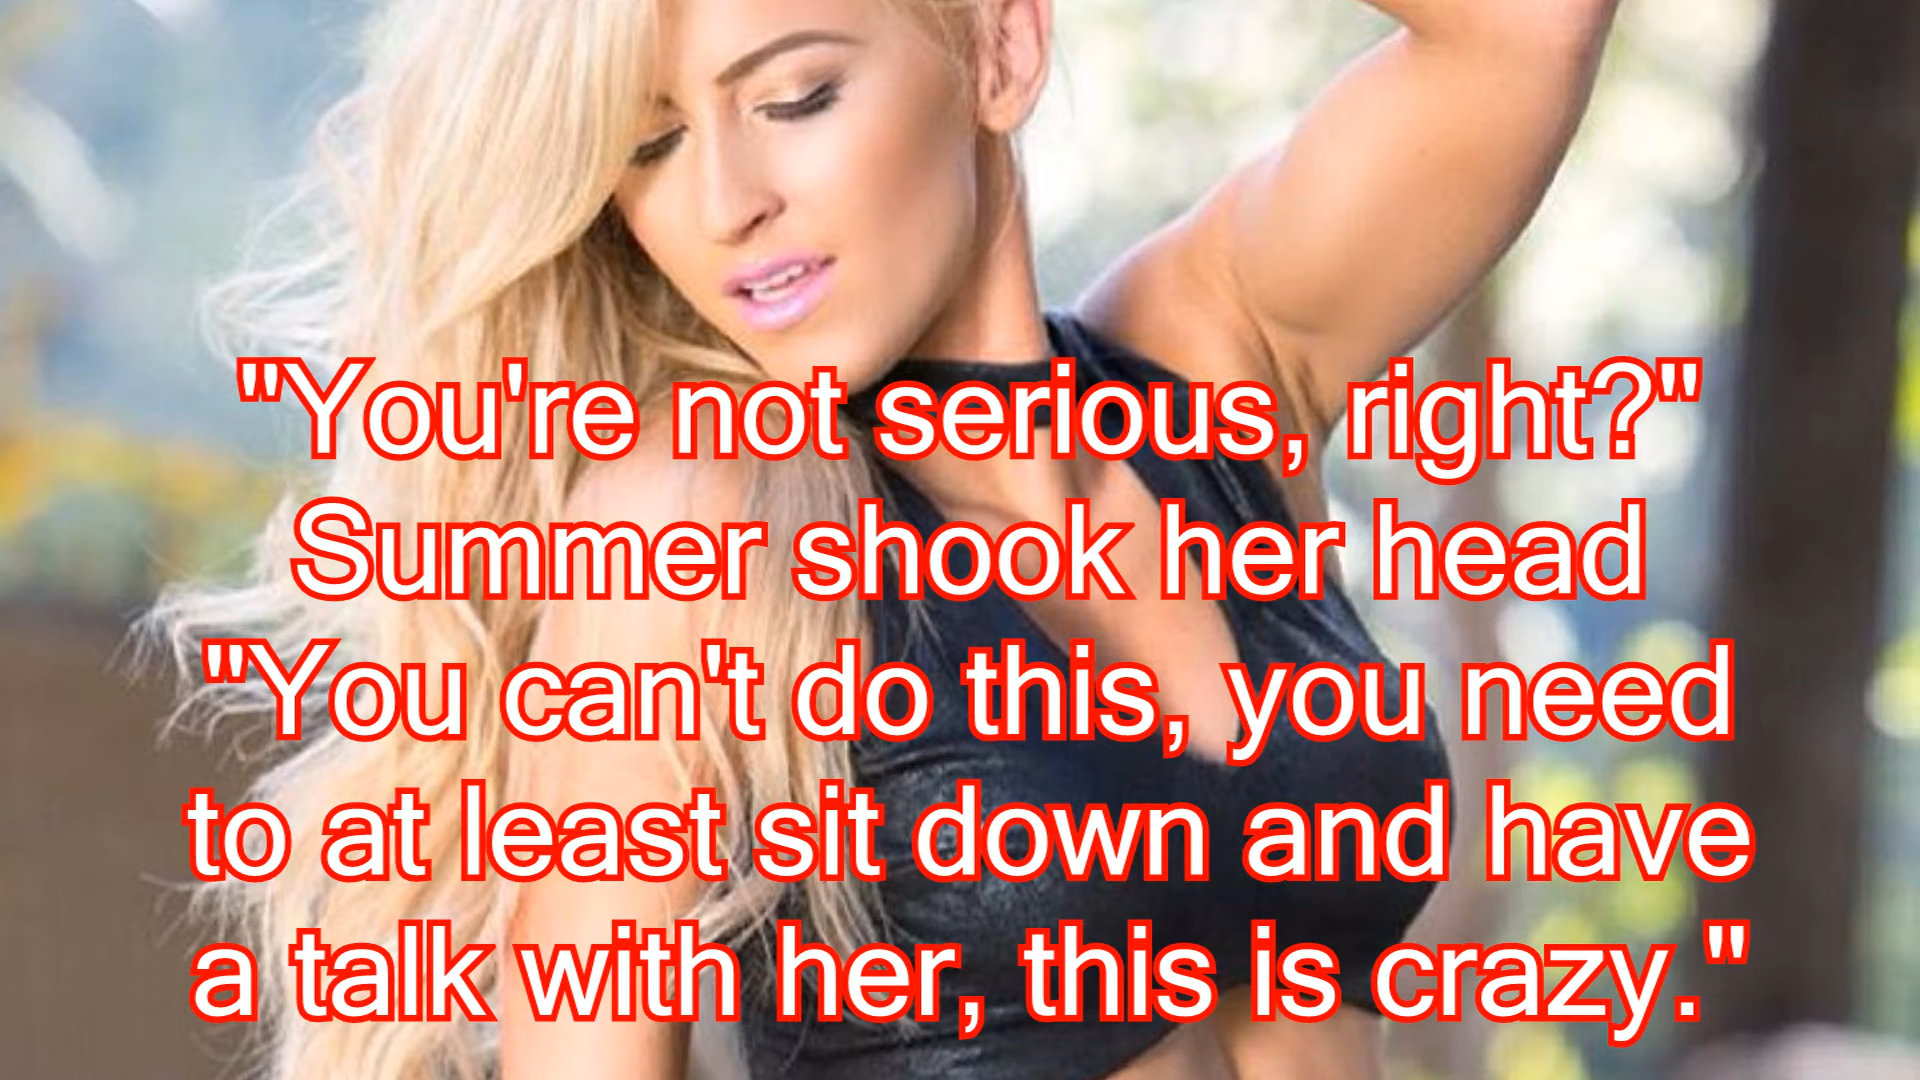 "You're not serious, right?"
Summer shook her head
"You can't do this, you need
to at least sit down and have
a talk with her, this is crazy."